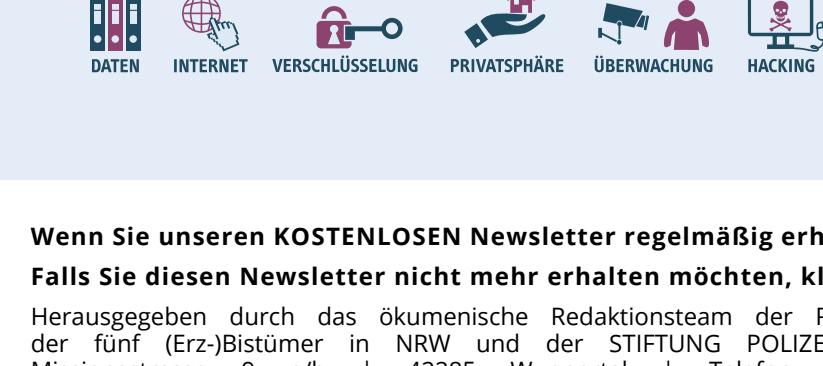 DATEN INTERNET VERSCHLÜSSELUNG PRIVATSPHÄRE ÜBERWACHUNG HACKING
Wenn Sie unseren KOSTENLOSEN Newsletter regelmäßig erh
Falls Sie diesen Newsletter nicht mehr erhalten möchten, kl
Herausgegeben durch das ökumenische Redaktionsteam der
der fünf (Erz-)Bistümer in NRW und der STIFTUNG POLIZE